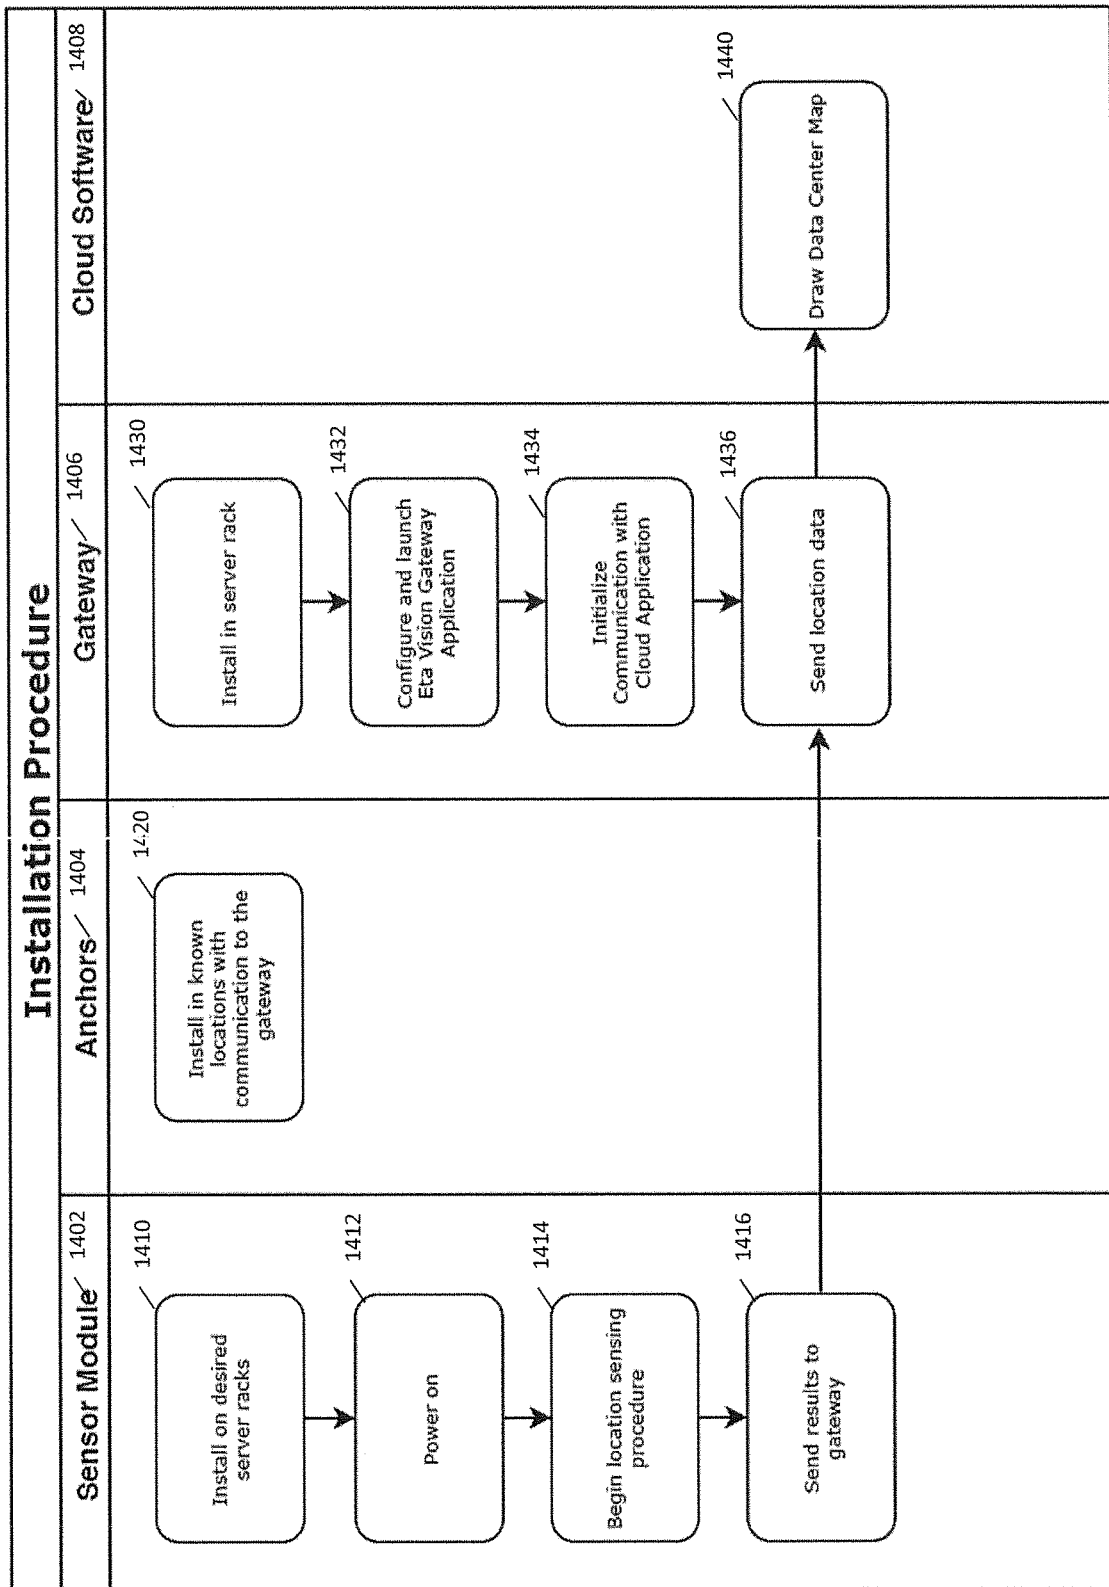 Installation Procedure
Sensor Module 1402
Anchors 1404
Gateway 1406
Cloud Software 1408
1410
Install on desired
server racks
1412
Power on
1414
Begin location sensing
procedure
1416
Send results to
gateway
1420
Install in known
locations with
communication to the
gateway
1430
Install in server rack
1432
Configure and launch
Eta Vision Gateway
Application
1434
Initialize
Communication with
Cloud Application
1436
Send location data
1440
Draw Data Center Map